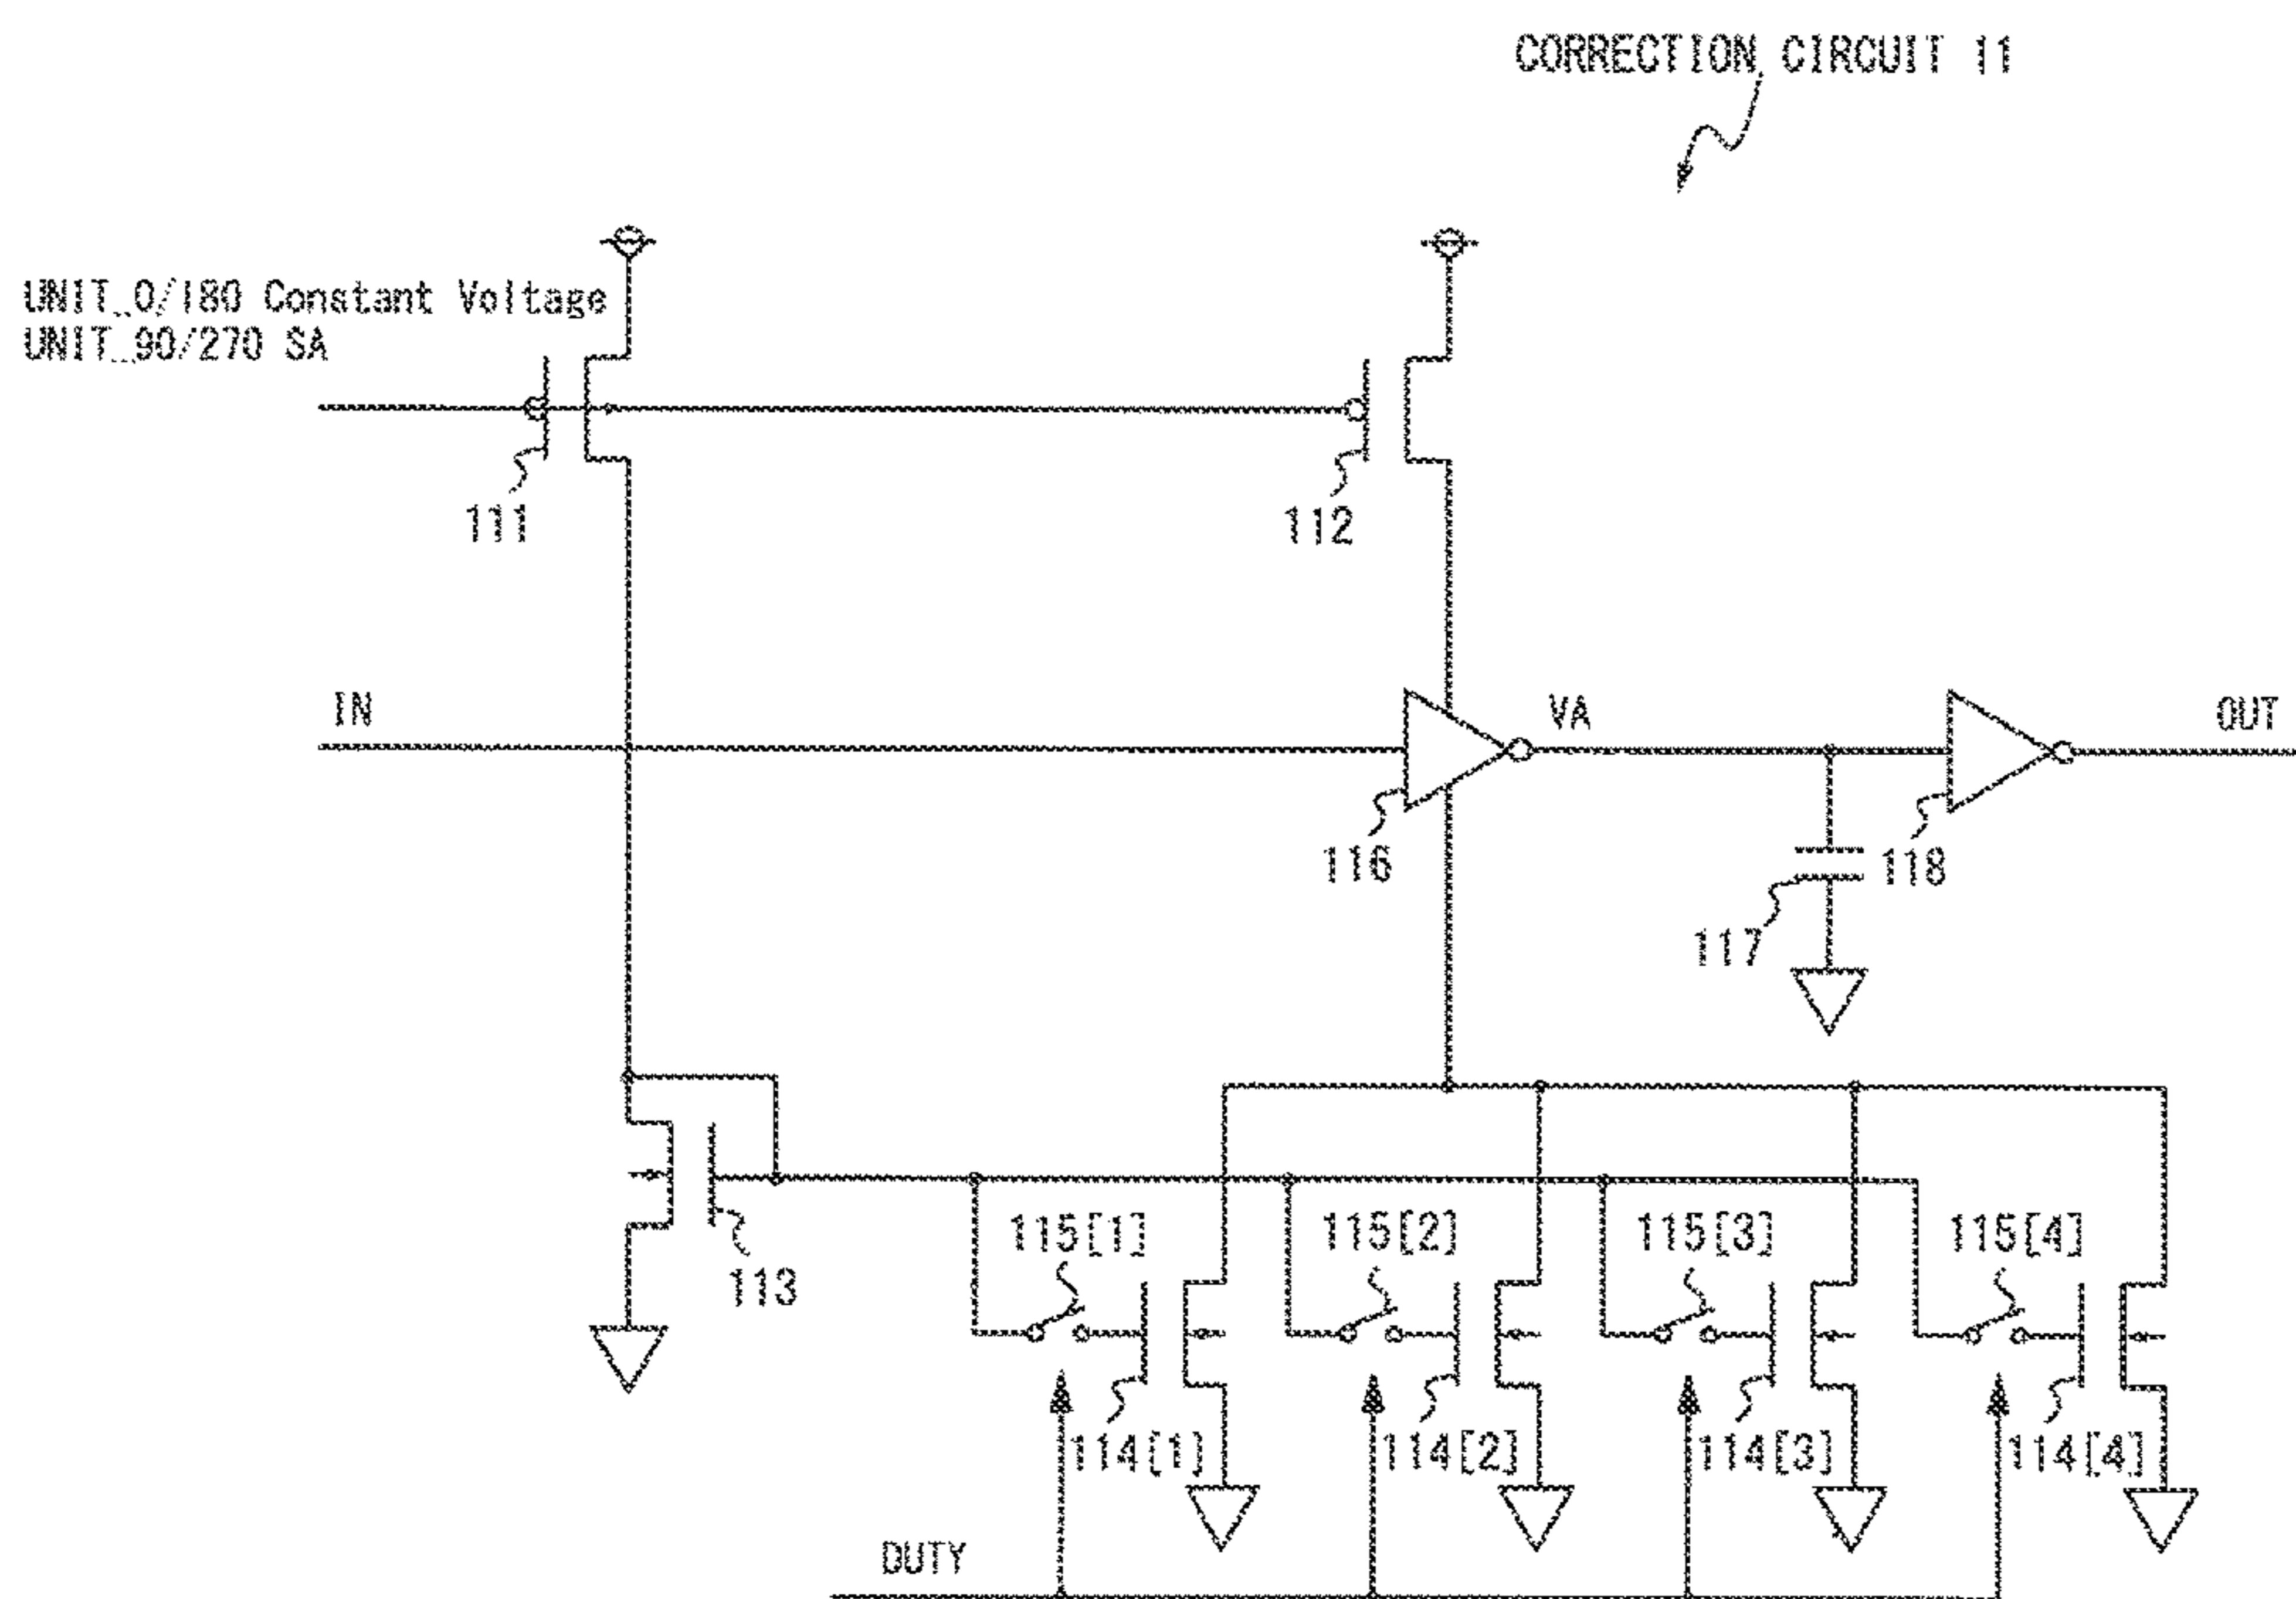 CORRECTION CIRCUIT 11
UNIT_0/180 Constant Voltage
UNIT_90/270 SA
111
112
IN
VA
OUT
116
118
117
115[1]
115[2]
115[3]
115[4]
113
114[1]
114[2]
114[3]
114[4]
DUTY